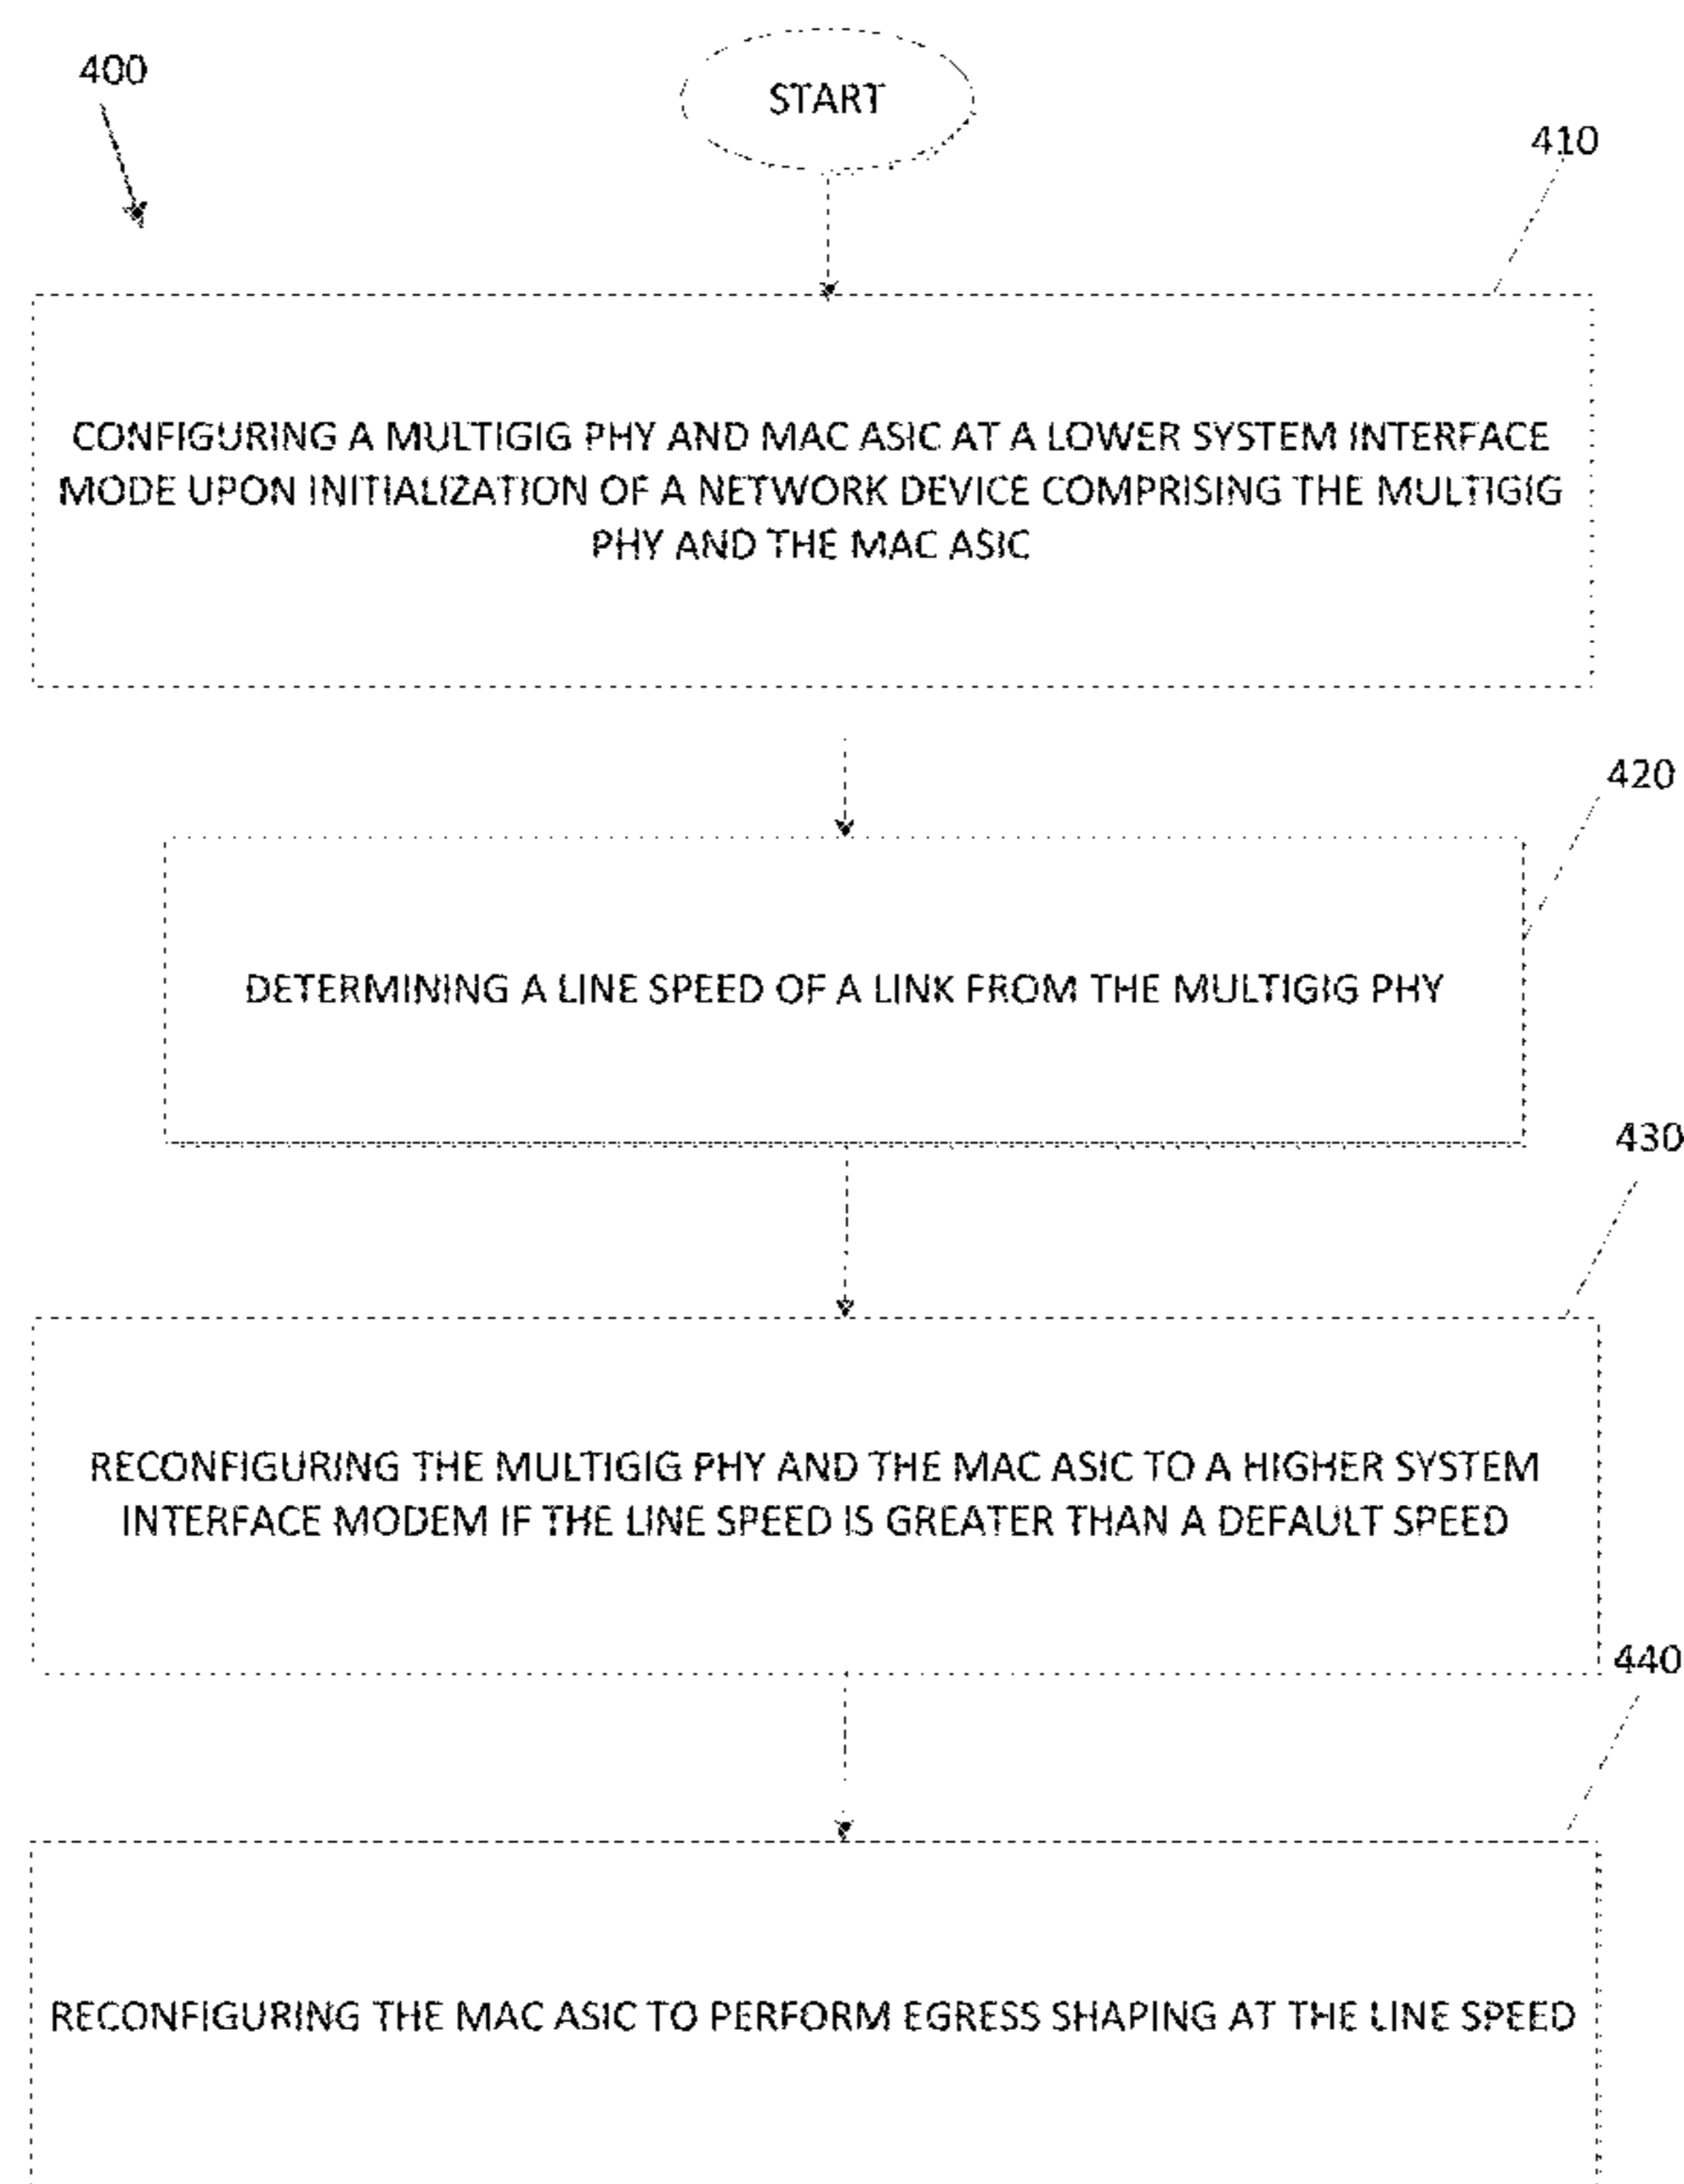 400
START
410
CONFIGURING A MULTIGIG PHY AND MAC ASIC AT A LOWER SYSTEM INTERFACE
MODE UPON INITIALIZATION OF A NETWORK DEVICE COMPRISING THE MULTIGIG
PHY AND THE MAC ASIC
420
DETERMINING A LINE SPEED OF A LINK FROM THE MULTIGIG PHY
430
RECONFIGURING THE MULTIGIG PHY AND THE MAC ASIC TO A HIGHER SYSTEM
INTERFACE MODEM IF THE LINE SPEED IS GREATER THAN A DEFAULT SPEED
440
RECONFIGURING THE MAC ASIC TO PERFORM EGRESS SHAPING AT THE LINE SPEED